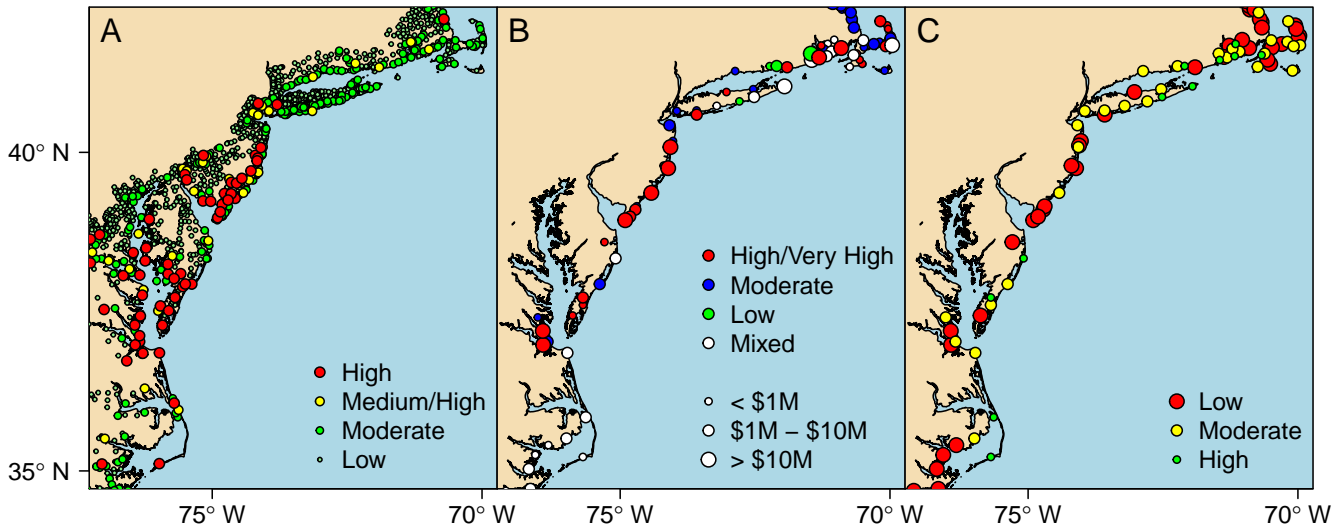 A
B
C
40° N
35° N
High
Medium/High
Moderate
Low
High/Very High
Moderate
Low
Mixed
< $1M
$1M − $10M
> $10M
Low
Moderate
High
75° W
70° W
75° W
70° W
75° W
70° W